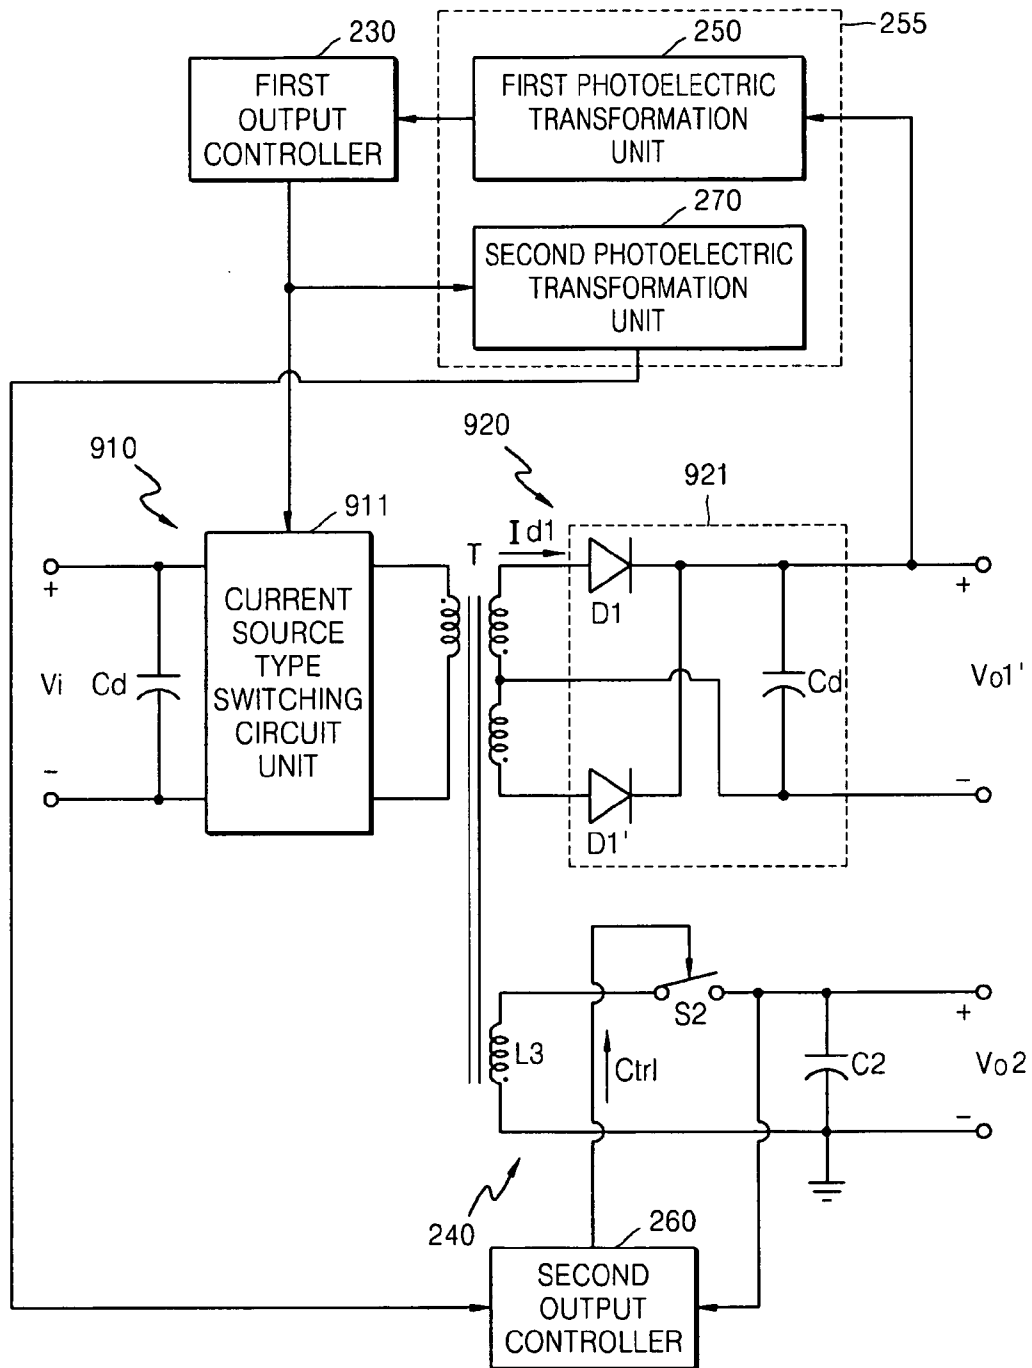 230
250
255
FIRST
OUTPUT
CONTROLLER
FIRST PHOTOELECTRIC
TRANSFORMATION
UNIT
270
SECOND PHOTOELECTRIC
TRANSFORMATION
UNIT
910
911
920
921
T
Id1
+
CURRENT
SOURCE
TYPE
SWITCHING
CIRCUIT
UNIT
D1
+
Vi
Cd
Cd
Vo1'
-
D1'
-
S2
+
L3
Ctrl
C2
Vo2
-
240
260
SECOND
OUTPUT
CONTROLLER